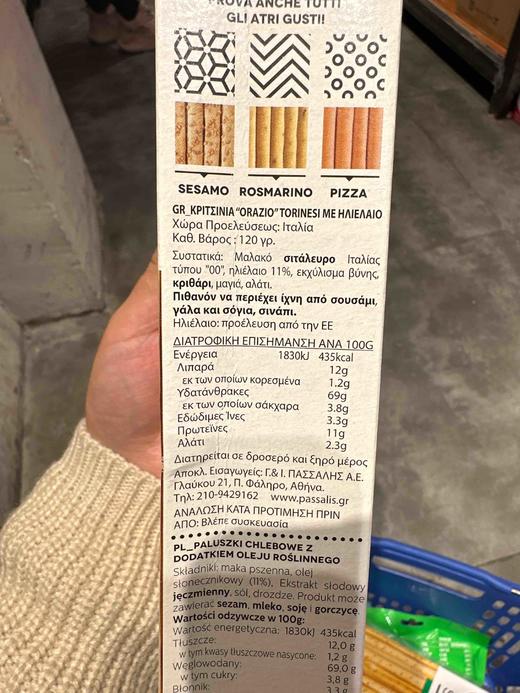 PROVA ANCHE TUTTI
GLI ATRI GUSTI!
SESAMO ROSMARINO PIZZA
GR_ΚΡΙΤΣΙΝΙΑ "ORAZIO" TORINESI ΜΕ ΗΛΙΕΛΑΙΟ
Χώρα Προελεύσεως: Ιταλία
Καθ. Βάρος : 120 γρ.
Συστατικά: Μαλακό σιτάλευρο Ιταλίας
τύπου "00", ηλιέλαιο 11%, εκχύλισμα βύνης,
κριθάρι, μαγιά, αλάτι.
Πιθανόν να περιέχει ίχνη από σουσάμι,
γάλα και σόγια, σινάπι.
Ηλιέλαιο: προέλευση από την ΕΕ
ΔΙΑΤΡΟΦΙΚΗ ΕΠΙΣΗΜΑΝΣΗ ΑΝΑ 100G
Ενέργεια 1830kJ 435kcal
Λιπαρά 12g
εκ των οποίων κορεσμένα 1.2g
Υδατάνθρακες 69g
εκ των οποίων σάκχαρα 3.8g
Εδώδιμες Ίνες 3.3g
Πρωτεΐνες 11g
Αλάτι 2.3g
Διατηρείται σε δροσερό και ξηρό μέρος
Αποκλ. Εισαγωγείς: Γ.& Ι. ΠΑΣΣΑΛΗΣ Α.Ε.
Γλαύκου 21, Π. Φάληρο, Αθήνα.
Τηλ: 210-9429162 www.passalis.gr
ΑΝΑΛΩΣΗ ΚΑΤΑ ΠΡΟΤΙΜΗΣΗ ΠΡΙΝ
ΑΠΟ: Βλέπε συσκευασία
PL_PALUSZKI CHLEBOWE Z
DODATKIEM OLEJU ROŚLINNEGO
Składniki: mąka pszenna, olej
słonecznikowy (11%), Ekstrakt słodowy
jęczmienny, sól, drozdze. Produkt może
zawierać sezam, mleko, soję i gorczycę.
Wartości odżywcze w 100g:
Wartość energetyczna: 1830kJ 435kcal
Tłuszcze: 12,0 g
w tym kwasy tłuszczowe nasycone: 1,2 g
Węglowodany: 69,0 g
w tym cukry: 3,8 g
Błonnik: 3,3 g